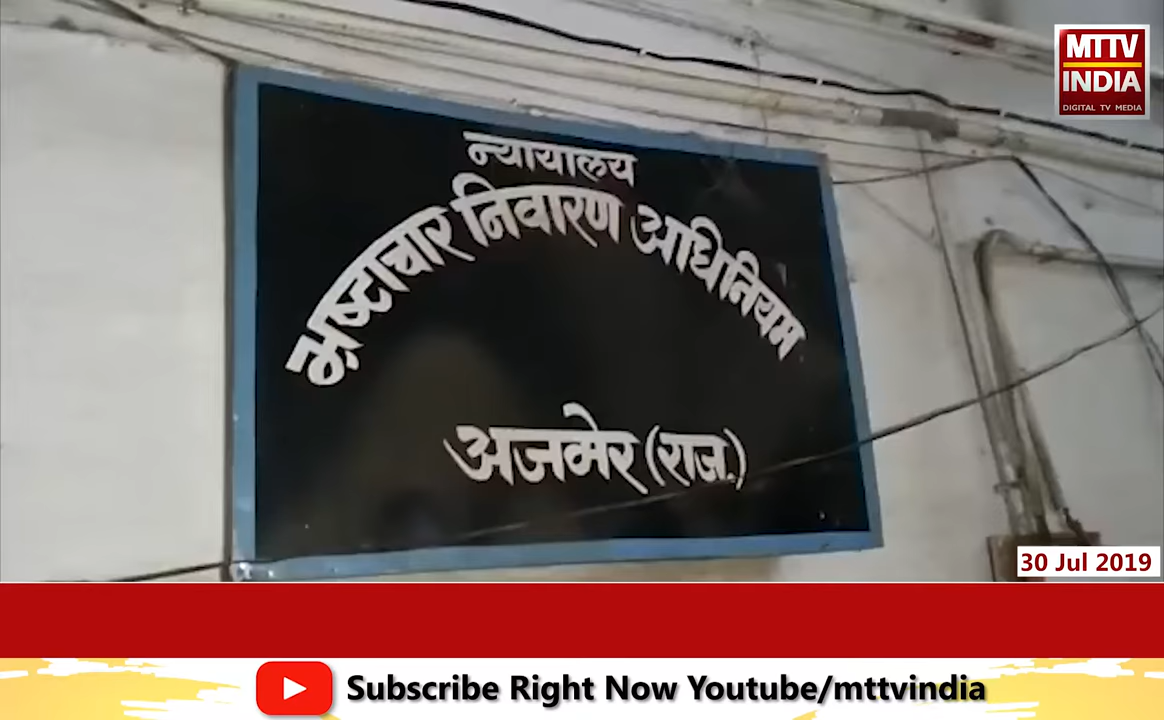 MTTV
INDIA
DIGITAL TV MEDIA
न्यायालय
भ्रष्टाचार निवारण अधिनियम
अजमेर (राज.)
30 Jul 2019
Subscribe Right Now Youtube/mttvindia